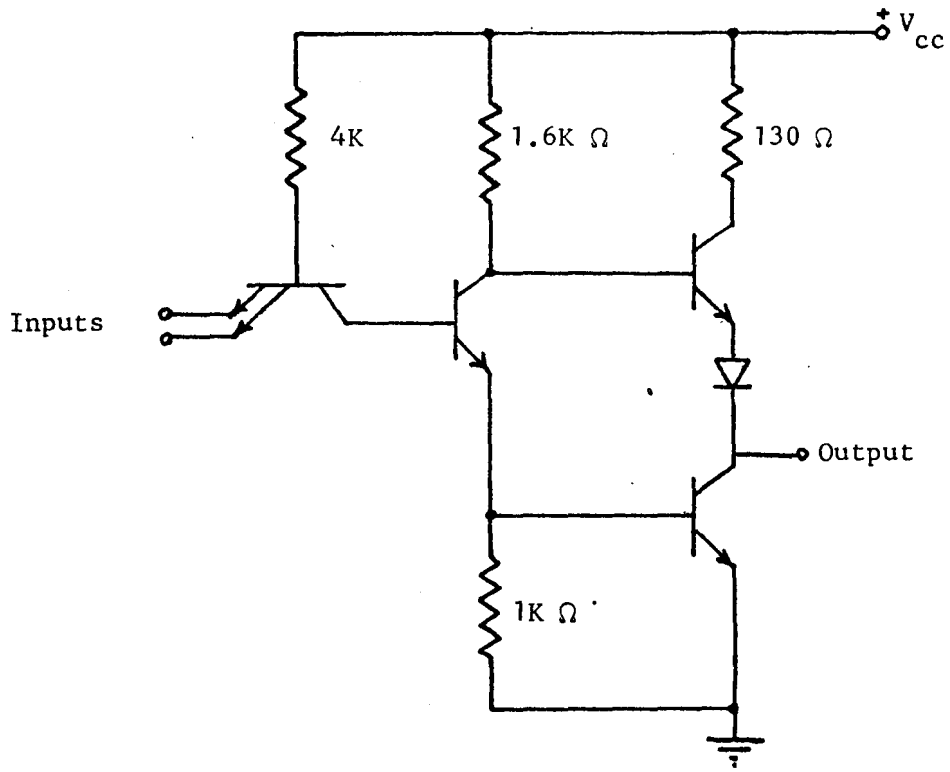 + Vcc
4K
1.6K Ω
130 Ω
Inputs
Output
1K Ω